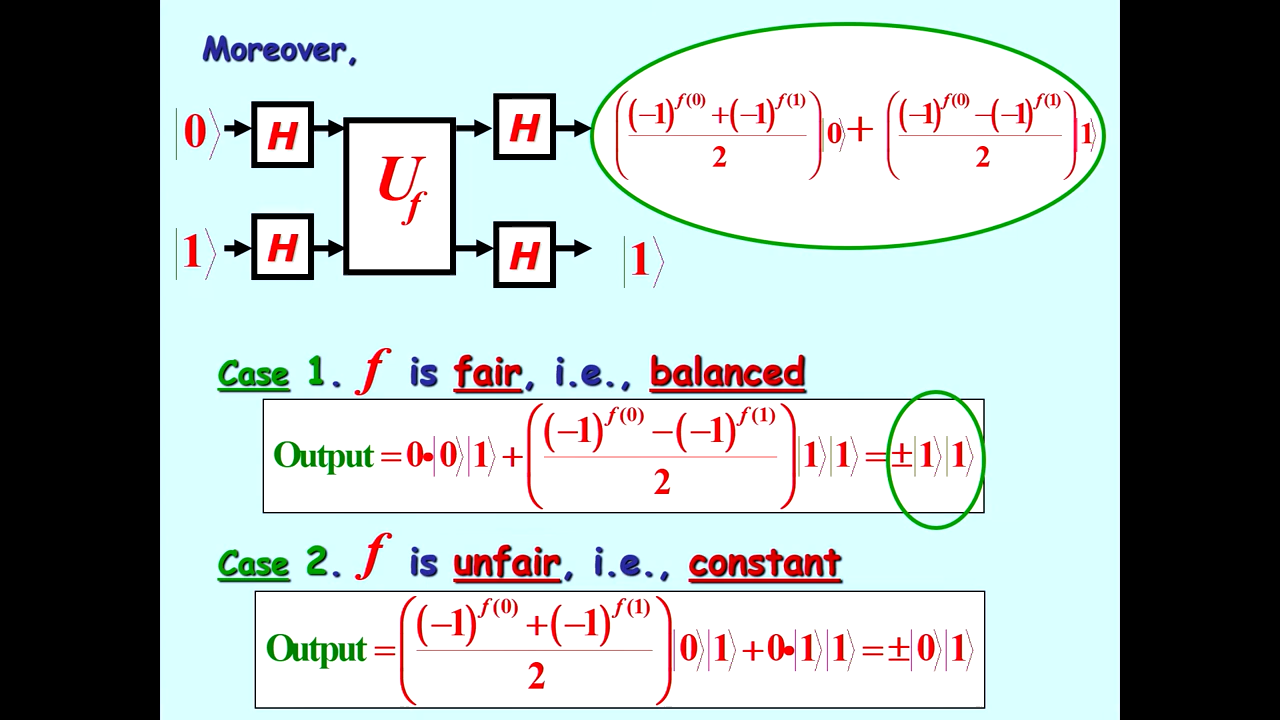 Moreover,
|0⟩ H H ((−1)^f(0) + (−1)^f(1) / 2)|0⟩ + ((−1)^f(0) − (−1)^f(1) / 2)|1⟩
U_f
|1⟩ H H |1⟩
Case 1. f is fair, i.e., balanced
Output = 0•|0⟩|1⟩ + ((−1)^f(0) − (−1)^f(1) / 2)|1⟩|1⟩ = ±|1⟩|1⟩
Case 2. f is unfair, i.e., constant
Output = ((−1)^f(0) + (−1)^f(1) / 2)|0⟩|1⟩ + 0•|1⟩|1⟩ = ±|0⟩|1⟩